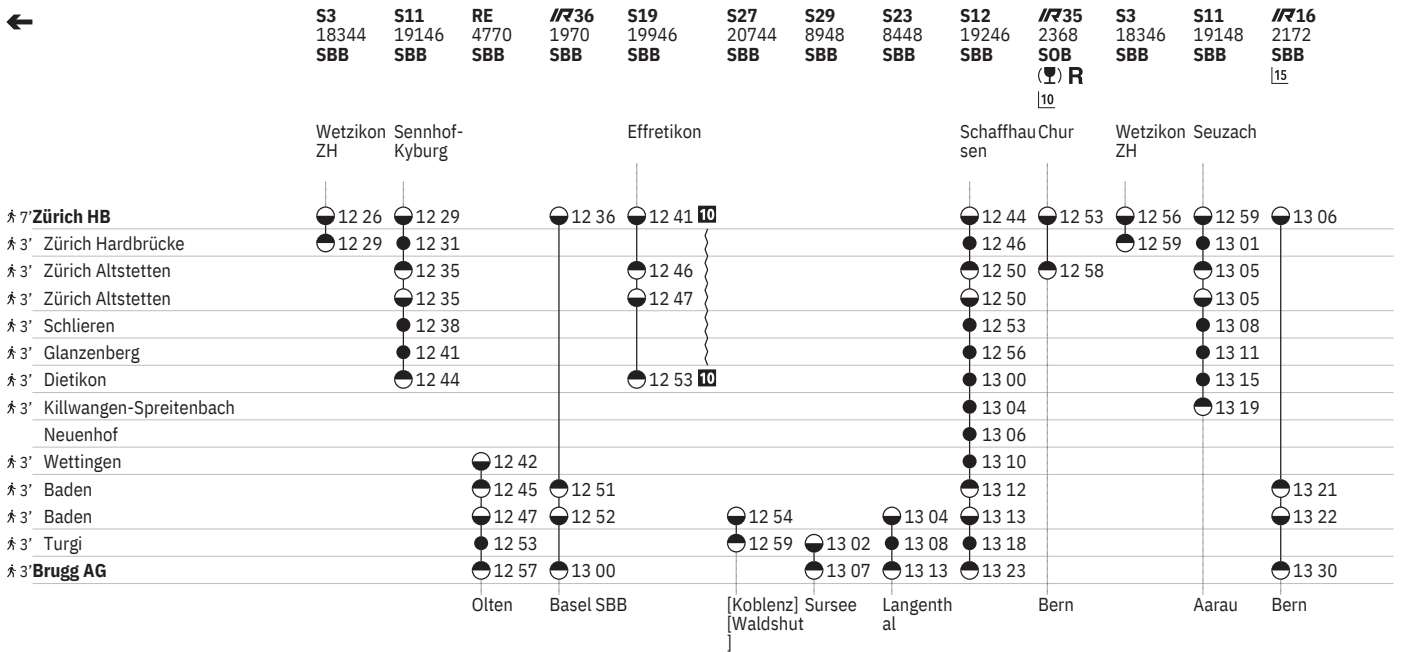 S3 S11 RE IR36 S19 S27 S29 S23 S12 IR35 S3 S11 IR16
18344 19146 4770 1970 19946 20744 8948 8448 19246 2368 18346 19148 2172
SBB SBB SBB SBB SBB SBB SBB SBB SBB SOB SBB SBB SBB
( ) R 15
10
Wetzikon Sennhof- Effretikon Schaffhau Chur Wetzikon Seuzach
ZH Kyburg sen ZH
7' Zürich HB 12 26 12 29 12 36 12 41 10 12 44 12 53 12 56 12 59 13 06
3' Zürich Hardbrücke 12 29 12 31 12 46 12 59 13 01
3' Zürich Altstetten 12 35 12 46 12 50 12 58 13 05
3' Zürich Altstetten 12 35 12 47 12 50 13 05
3' Schlieren 12 38 12 53 13 08
3' Glanzenberg 12 41 12 56 13 11
3' Dietikon 12 44 12 53 10 13 00 13 15
3' Killwangen-Spreitenbach 13 04 13 19
Neuenhof 13 06
3' Wettingen 12 42 13 10
3' Baden 12 45 12 51 13 12 13 21
3' Baden 12 47 12 52 12 54 13 04 13 13 13 22
3' Turgi 12 53 12 59 13 02 13 08 13 18
3' Brugg AG 12 57 13 00 13 07 13 13 13 23 13 30
Olten Basel SBB [Koblenz] Sursee Langenth Bern Aarau Bern
[Waldshut al
]